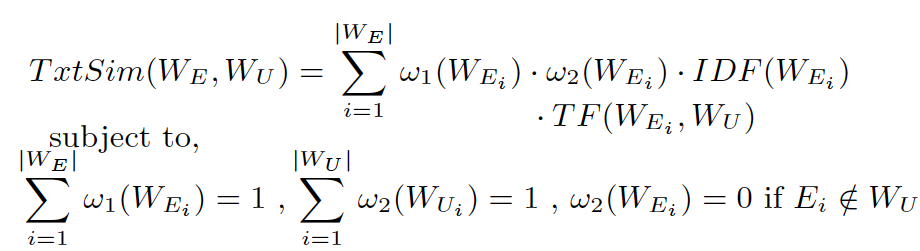 TxtSim(W_E, W_U) = \sum_{i=1}^{|W_E|} ω_1(W_{E_i}) · ω_2(W_{E_i}) · IDF(W_{E_i})
· TF(W_{E_i}, W_U)
subject to,
\sum_{i=1}^{|W_E|} ω_1(W_{E_i}) = 1 , \sum_{i=1}^{|W_U|} ω_2(W_{U_i}) = 1 , ω_2(W_{E_i}) = 0 if E_i ∉ W_U